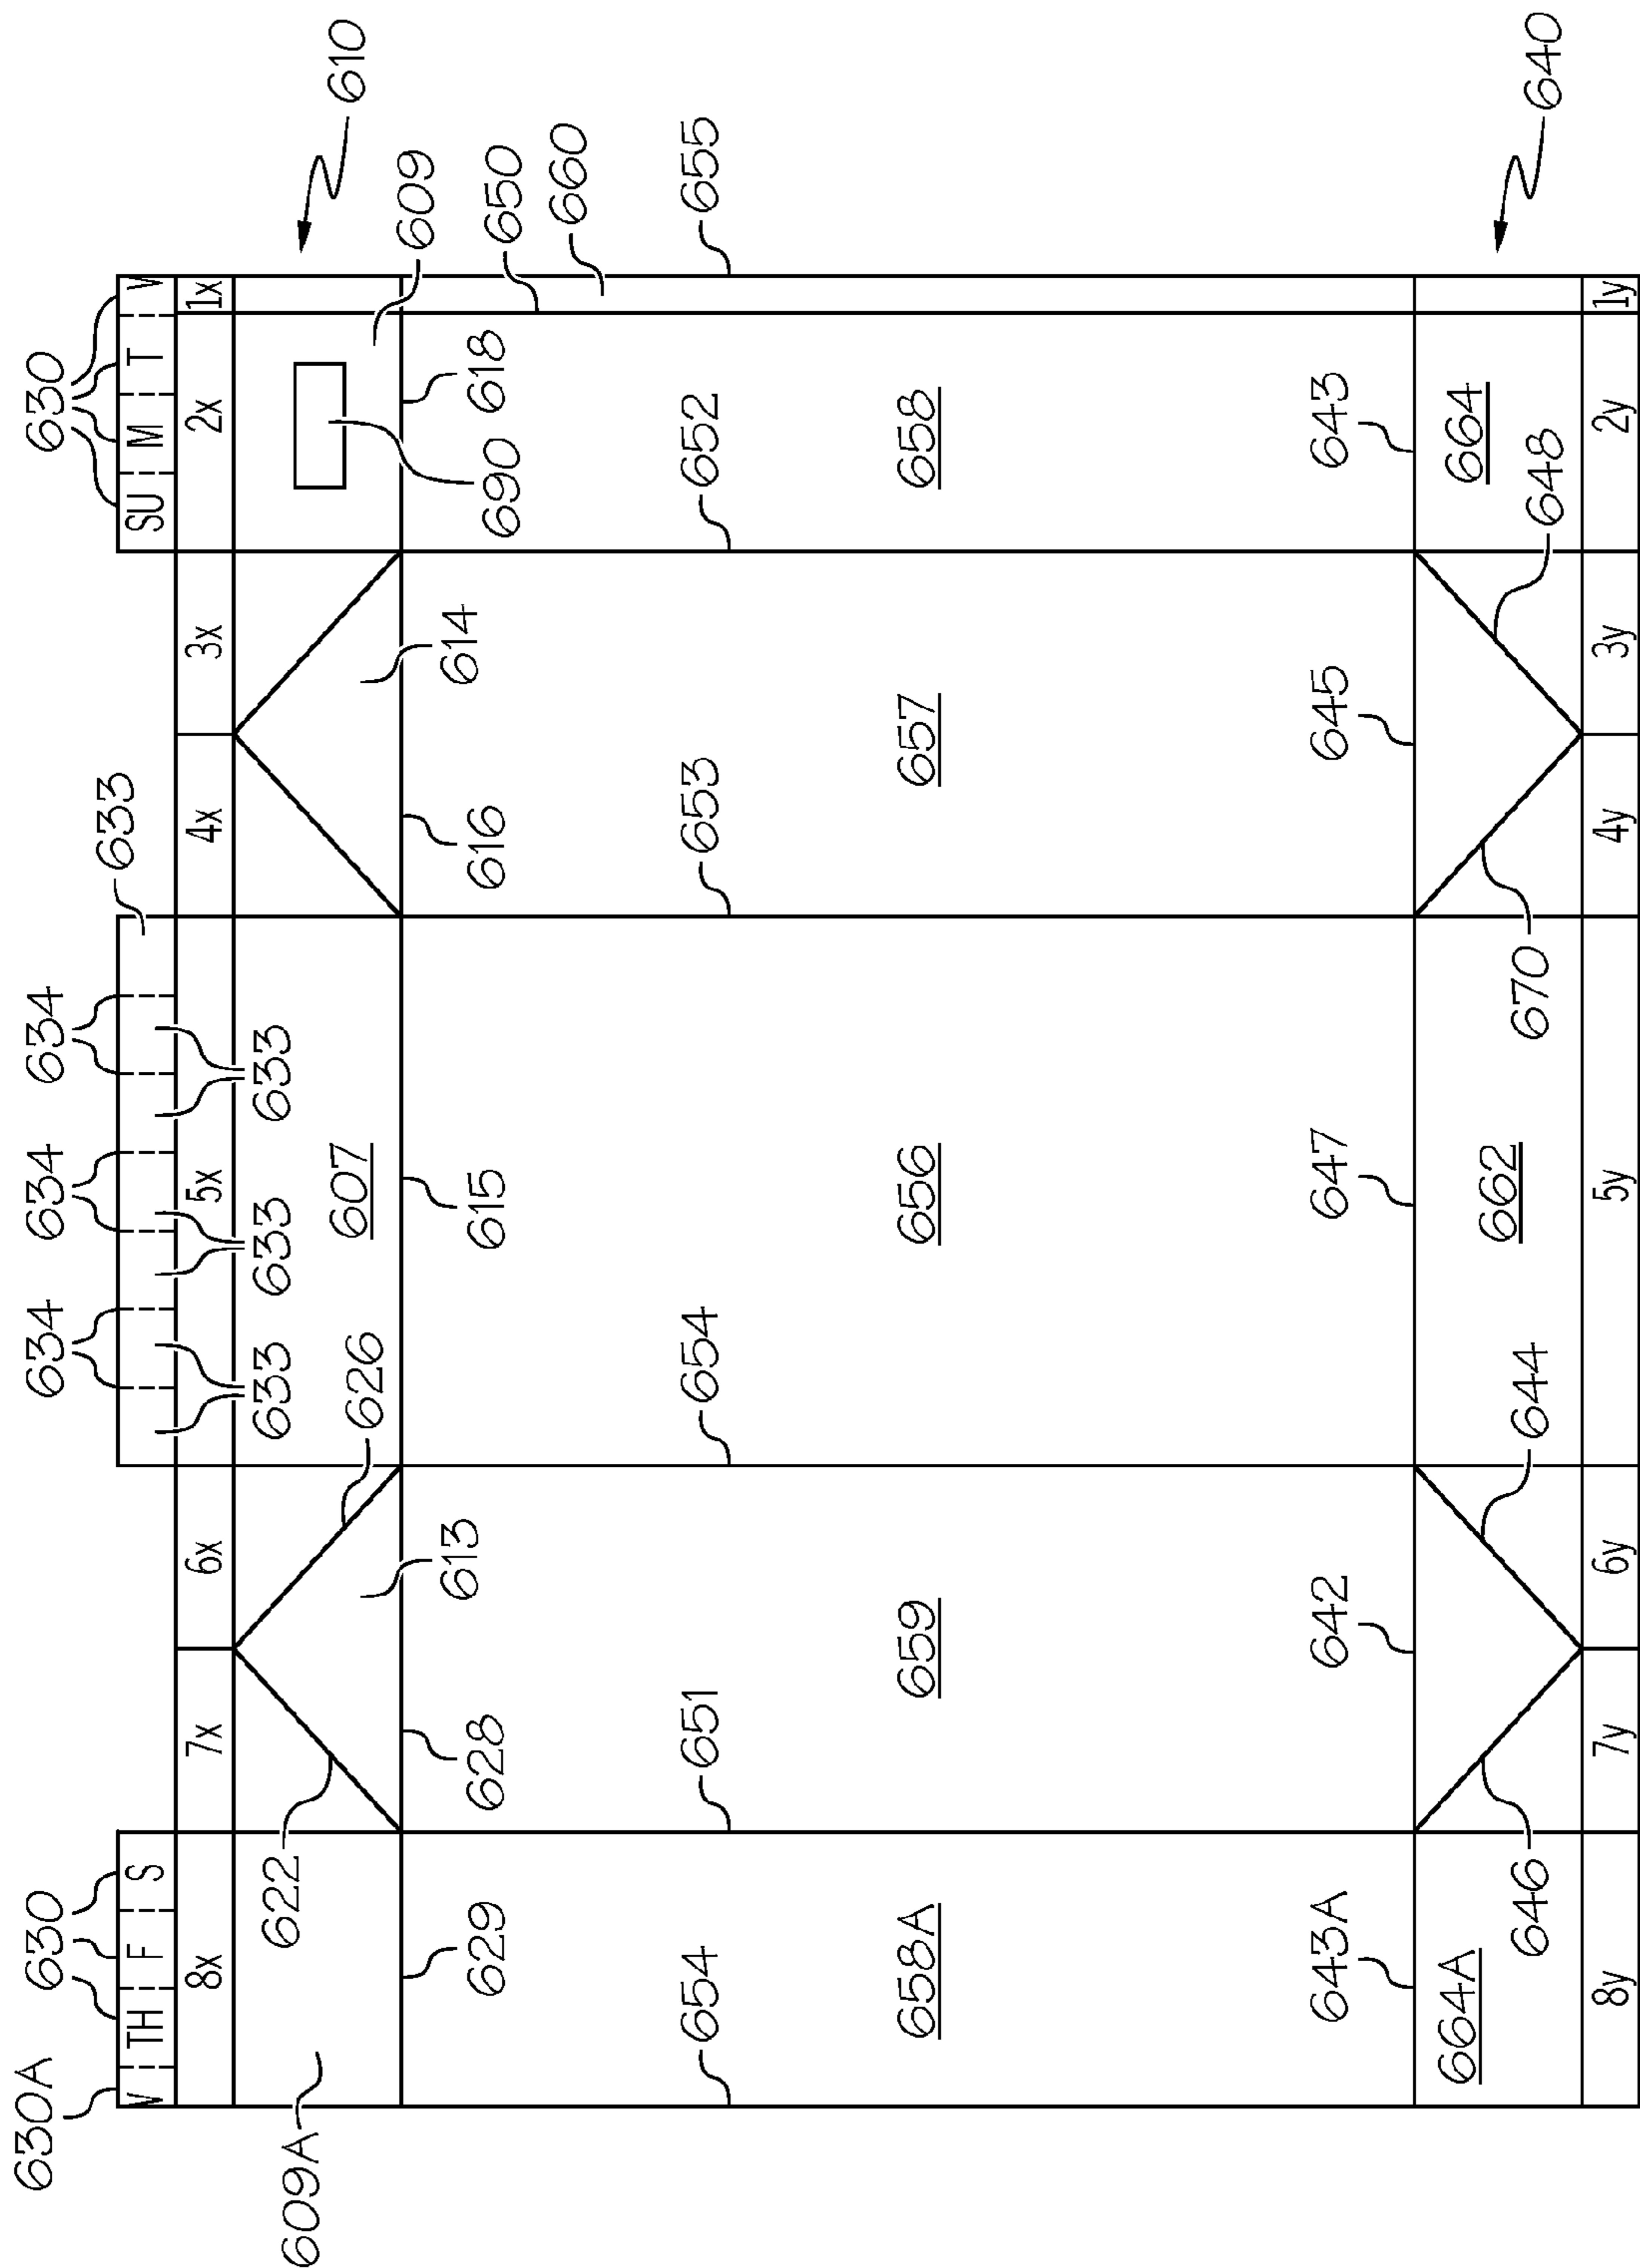 630A 630 634 634 634 630
633
V TH F S SU M T V
8x 7x 6x 5x 4x 3x 2x 1x
609A 622 633 633 633
626 607 610
609
613 614
629 628 615 616 690 618 650
660
654 651 654 653 652 655
658A 659 656 657 658
643A 642 647 645 643
664A 662 664
646 644 670 648 640
8y 7y 6y 5y 4y 3y 2y 1y